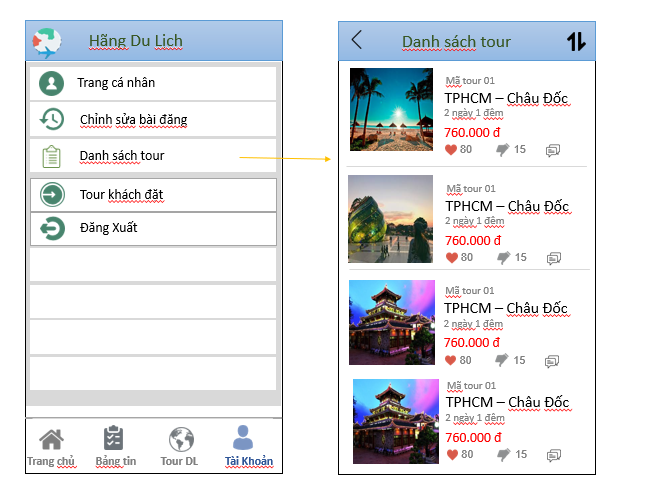 Hãng Du Lịch
Trang cá nhân
Chỉnh sửa bài đăng
Danh sách tour
Tour khách đặt
Đăng Xuất
Trang chủ
Bảng tin
Tour DL
Tài Khoản
Danh sách tour
Mã tour 01
TPHCM – Châu Đốc
2 ngày 1 đêm
760.000 đ
80 15
Mã tour 01
TPHCM – Châu Đốc
2 ngày 1 đêm
760.000 đ
80 15
Mã tour 01
TPHCM – Châu Đốc
2 ngày 1 đêm
760.000 đ
80 15
Mã tour 01
TPHCM – Châu Đốc
2 ngày 1 đêm
760.000 đ
80 15